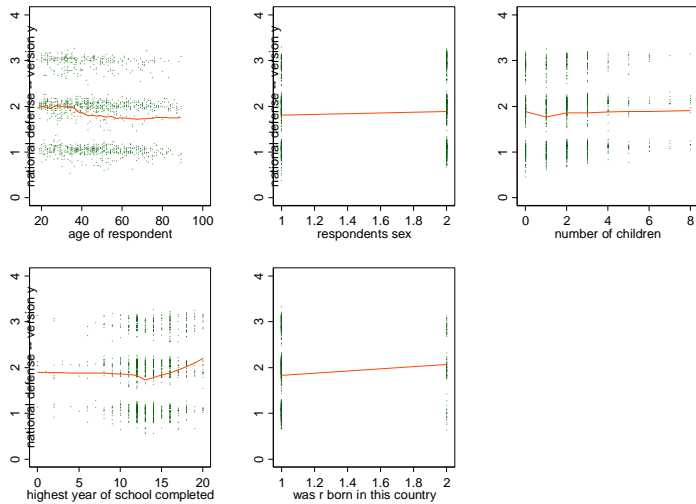 national defense -- version y
0 1 2 3 4
20 40 60 80 100
age of respondent
national defense -- version y
0 1 2 3 4
1 1.2 1.4 1.6 1.8 2
respondents sex
0 1 2 3 4
0 2 4 6 8
number of children
national defense -- version y
0 1 2 3 4
0 5 10 15 20
highest year of school completed
0 1 2 3 4
1 1.2 1.4 1.6 1.8 2
was r born in this country